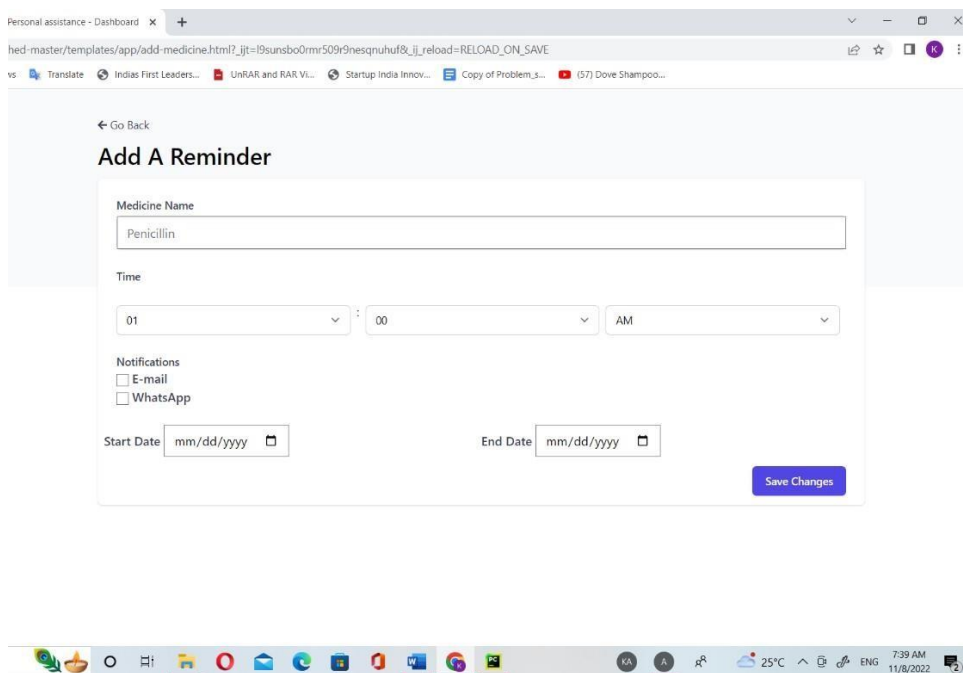 Personal assistance - Dashboard
hed-master/templates/app/add-medicine.html?_ijt=l9sunsbo0rmr509r9nesqnuhuf&_ij_reload=RELOAD_ON_SAVE
K
vs Translate Indias First Leaders... UnRAR and RAR Vi... Startup India Innov... Copy of Problem_s... (57) Dove Shampoo...
Go Back
Add A Reminder
Medicine Name
Penicillin
Time
01 : 00 AM
Notifications
E-mail
WhatsApp
Start Date mm/dd/yyyy End Date mm/dd/yyyy
Save Changes
KA A 25°C ENG 7:39 AM
11/8/2022 2